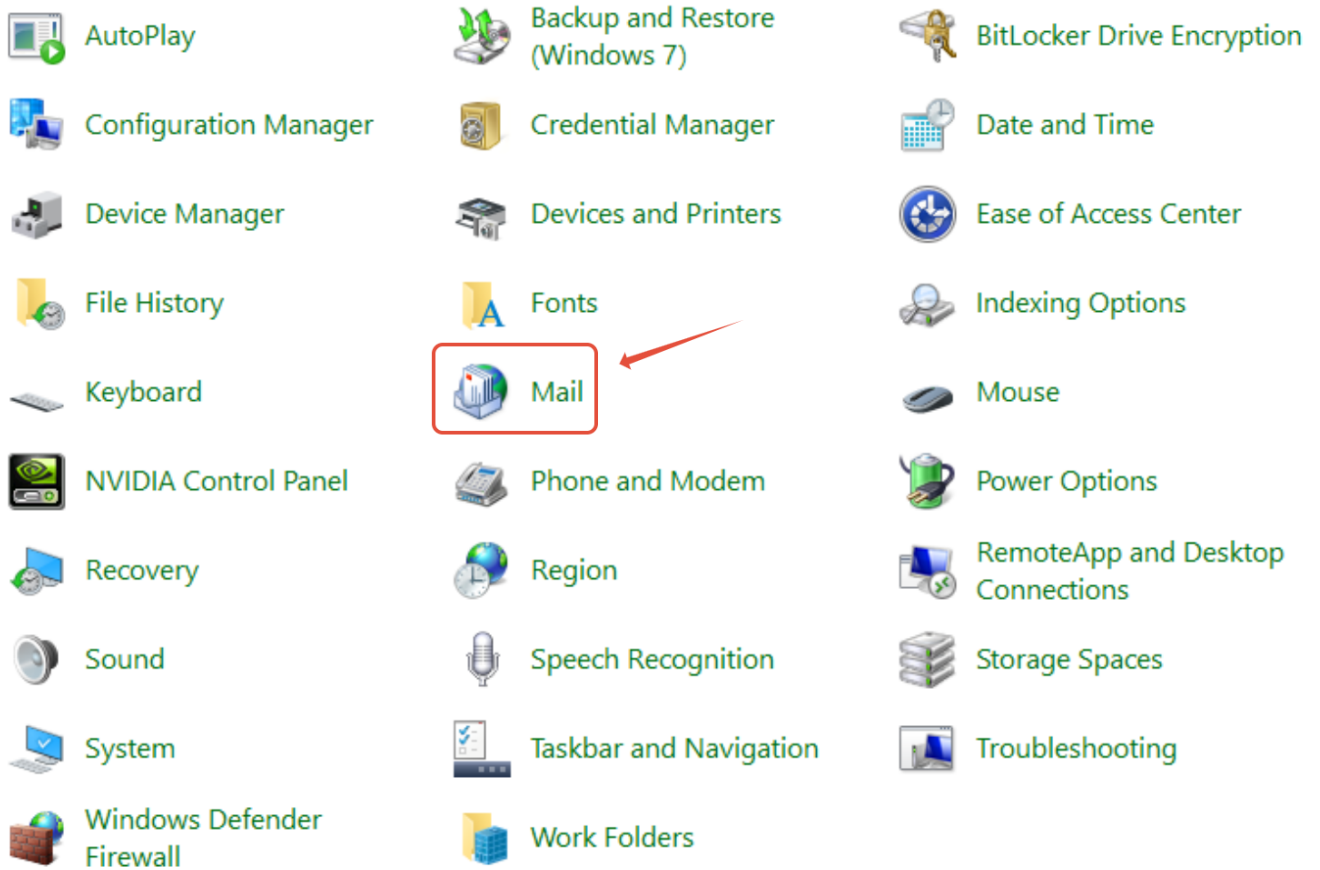 AutoPlay
Backup and Restore
(Windows 7)
BitLocker Drive Encryption
Configuration Manager
Credential Manager
Date and Time
Device Manager
Devices and Printers
Ease of Access Center
File History
Fonts
Indexing Options
Keyboard
Mail
Mouse
NVIDIA Control Panel
Phone and Modem
Power Options
Recovery
Region
RemoteApp and Desktop
Connections
Sound
Speech Recognition
Storage Spaces
System
Taskbar and Navigation
Troubleshooting
Windows Defender
Firewall
Work Folders